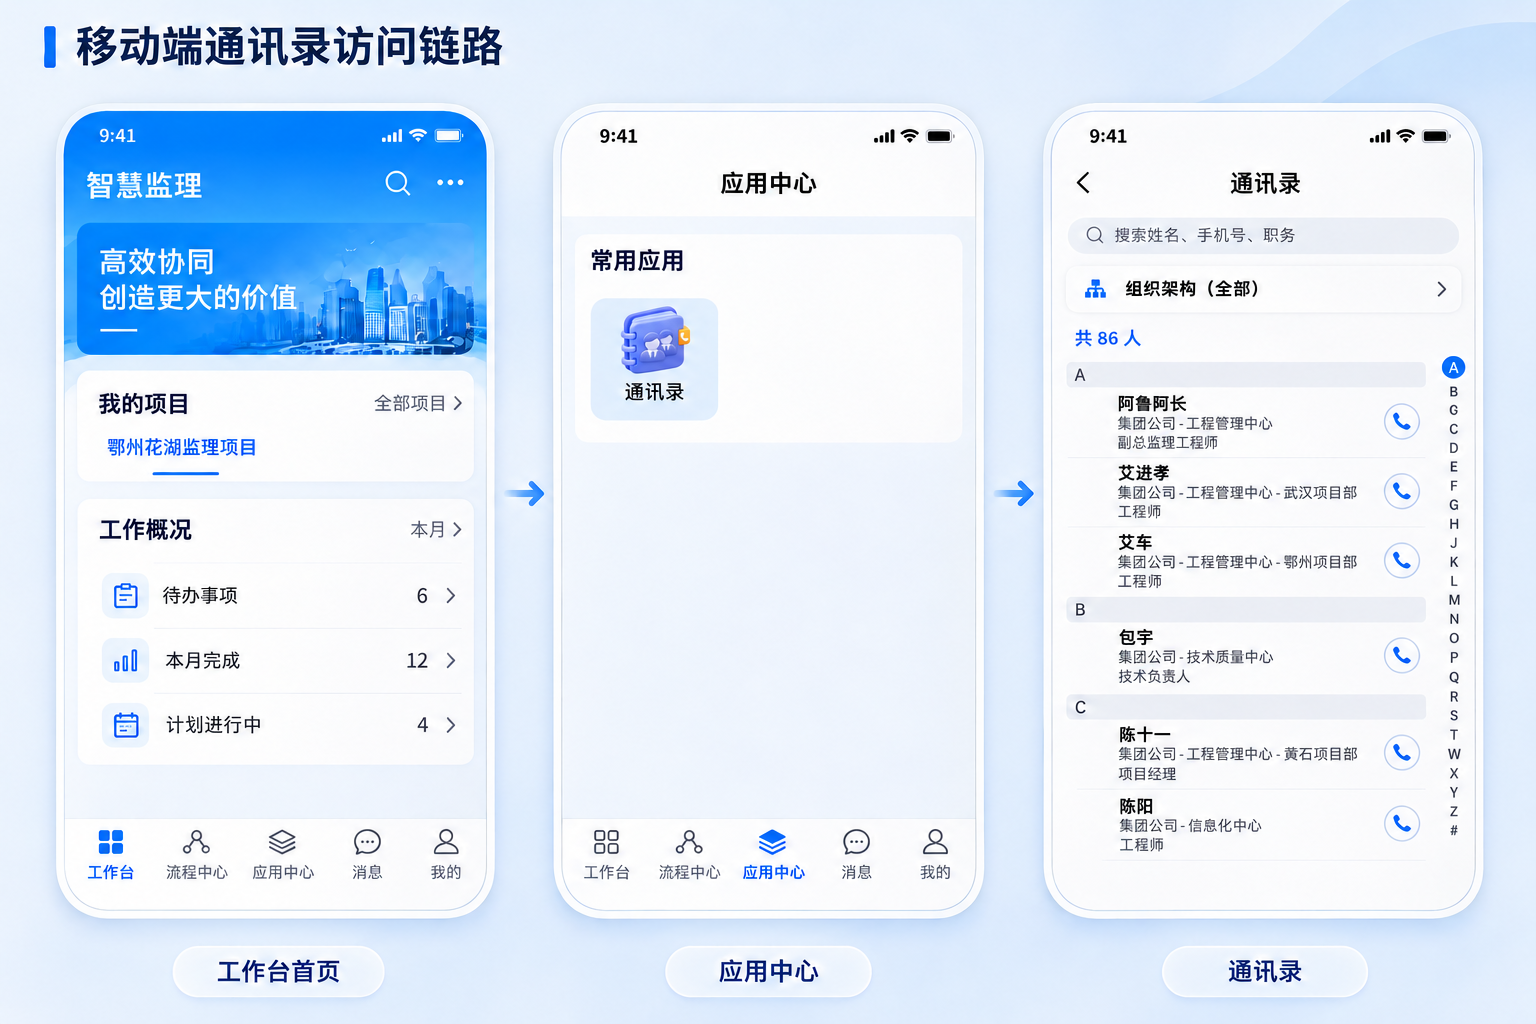 移动端通讯录访问链路
9:41
智慧监理
高效协同
创造更大的价值
我的项目
全部项目
鄂州花湖监理项目
工作概况
本月
待办事项
6
本月完成
12
计划进行中
4
工作台
流程中心
应用中心
消息
我的
工作台首页
9:41
应用中心
常用应用
通讯录
工作台
流程中心
应用中心
消息
我的
应用中心
9:41
通讯录
搜索姓名、手机号、职务
组织架构（全部）
共 86 人
A
阿鲁阿长
集团公司 - 工程管理中心
副总监理工程师
艾进孝
集团公司 - 工程管理中心 - 武汉项目部
工程师
艾车
集团公司 - 工程管理中心 - 鄂州项目部
工程师
B
包宇
集团公司 - 技术质量中心
技术负责人
C
陈十一
集团公司 - 工程管理中心 - 黄石项目部
项目经理
陈阳
集团公司 - 信息化中心
工程师
A
B
G
C
D
E
F
G
H
J
K
L
M
N
O
P
Q
R
S
T
W
X
Y
Z
#
通讯录